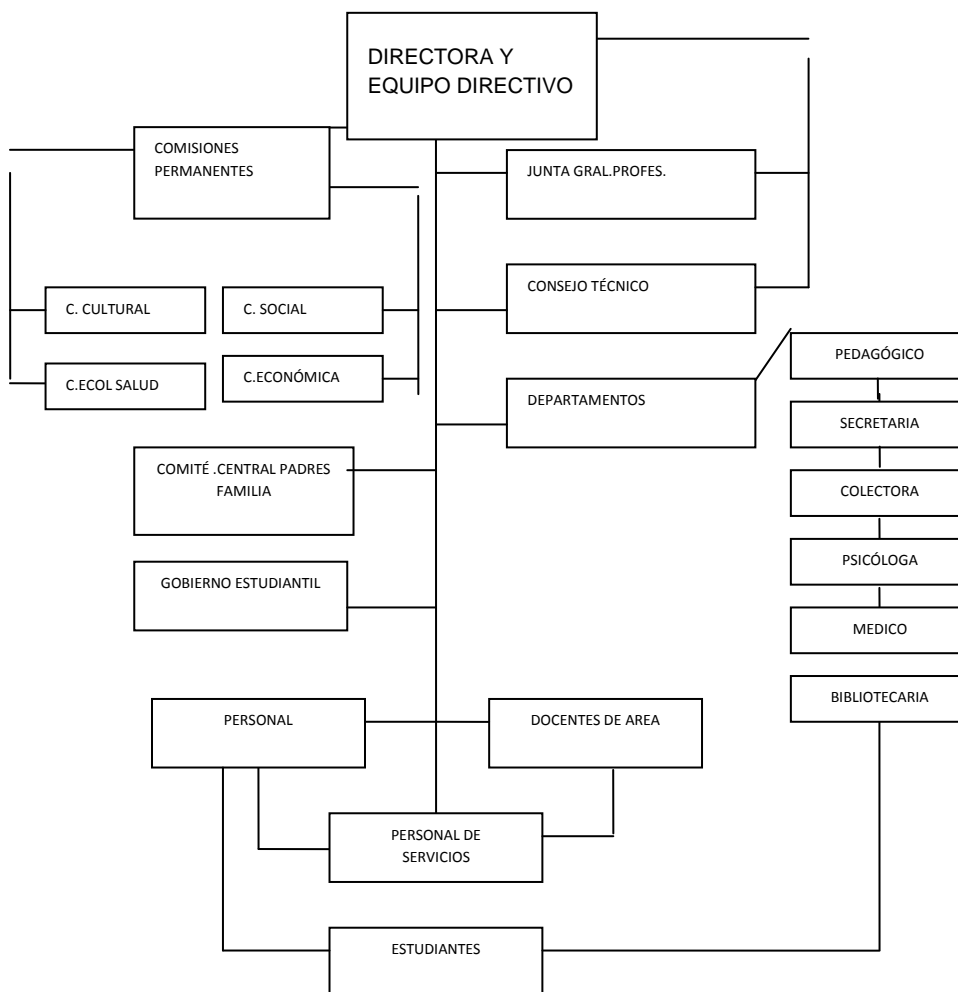 DIRECTORA Y
EQUIPO DIRECTIVO
COMISIONES
PERMANENTES
JUNTA GRAL.PROFES.
CONSEJO TÉCNICO
C. CULTURAL
C. SOCIAL
C.ECOL SALUD
C.ECONÓMICA
DEPARTAMENTOS
PEDAGÓGICO
SECRETARIA
COLECTORA
PSICÓLOGA
MEDICO
BIBLIOTECARIA
COMITÉ .CENTRAL PADRES
FAMILIA
GOBIERNO ESTUDIANTIL
PERSONAL
DOCENTES DE AREA
PERSONAL DE
SERVICIOS
ESTUDIANTES